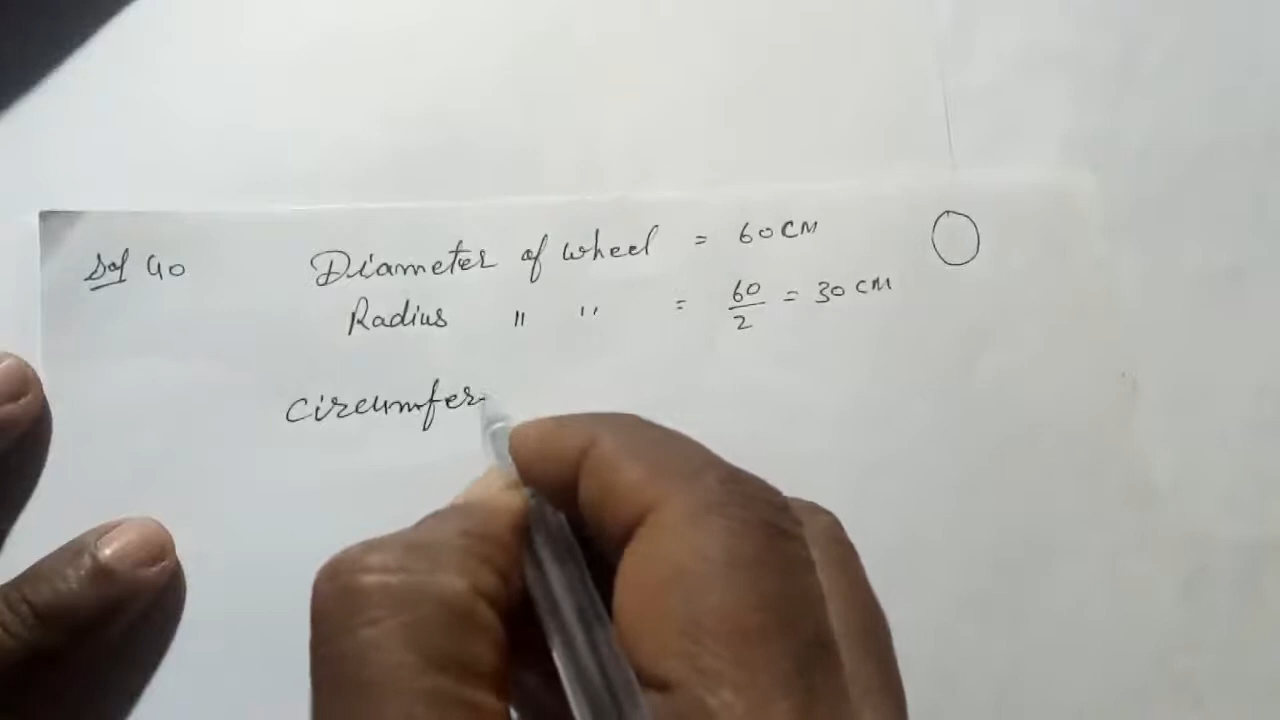 Sol 40 Diameter of wheel = 60 CM
Radius " " = 60/2 = 30 CM
Circumfer